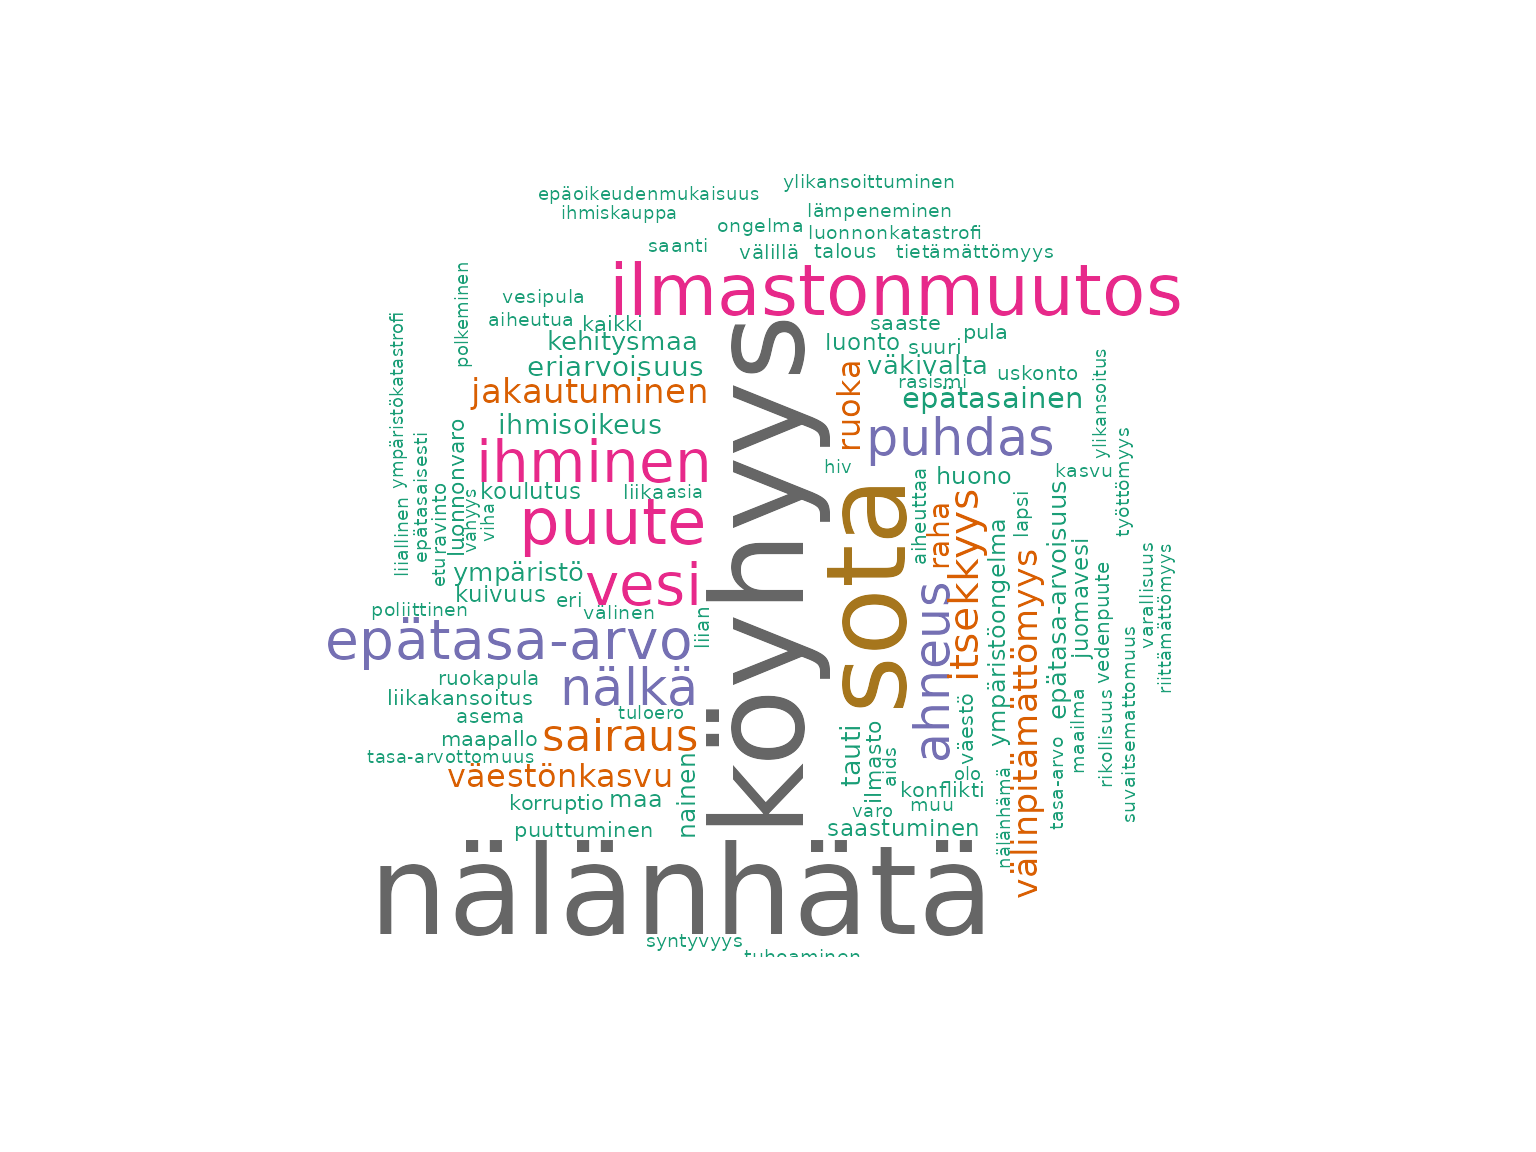 ylikansoittuminen
epäoikeudenmukaisuus
ihmiskauppa
lämpeneminen
ongelma
luonnonkatastrofi
saanti
välillä
talous
tietämättömyys
ilmastonmuutos
polkeminen
vesipula
aiheutua
kaikki
saaste
pula
kehitysmaa
luonto
suuri
eriarvoisuus
väkivalta
uskonto
rasismi
jakautuminen
ruoka
epätasainen
ylikansoitus
ympäristökatastrofi
ihmisoikeus
puhdas
ihminen
köyhyys
hiv
huono
kasvu
työttömyys
epätasaisesti
luonnonvaro
koulutus
liika
asia
liiallinen
ravinto
vähyys
viha
puute
sota
aiheuttaa
raha
itsekkyys
lapsi
epätasa-arvoisuus
etu
ympäristö
vesi
kuivuus
eri
välinen
poliittinen
liian
ahneus
ympäristöongelma
välinpitämättömyys
juomavesi
vedenpuute
varallisuus
riittämättömyys
epätasa-arvo
nälkä
ruokapula
liikakansoitus
asema
tuloero
väestö
maailma
rikollisuus
suvaitsemattomuus
maapallo
sairaus
tasa-arvottomuus
väestönkasvu
tauti
ilmasto
aids
olo
tasa-arvo
nainen
korruptio
maa
konflikti
muu
varo
nälänhämä
puuttuminen
saastuminen
nälänhätä
syntyvyys
tuhoaminen